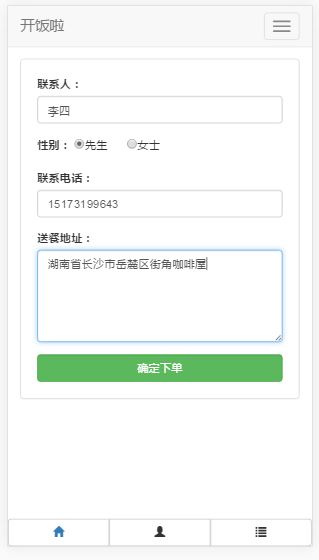 开饭啦
联系人：
李四
性别： 先生 女士
联系电话：
15173199643
送餐地址：
湖南省长沙市岳麓区街角咖啡屋
确定下单